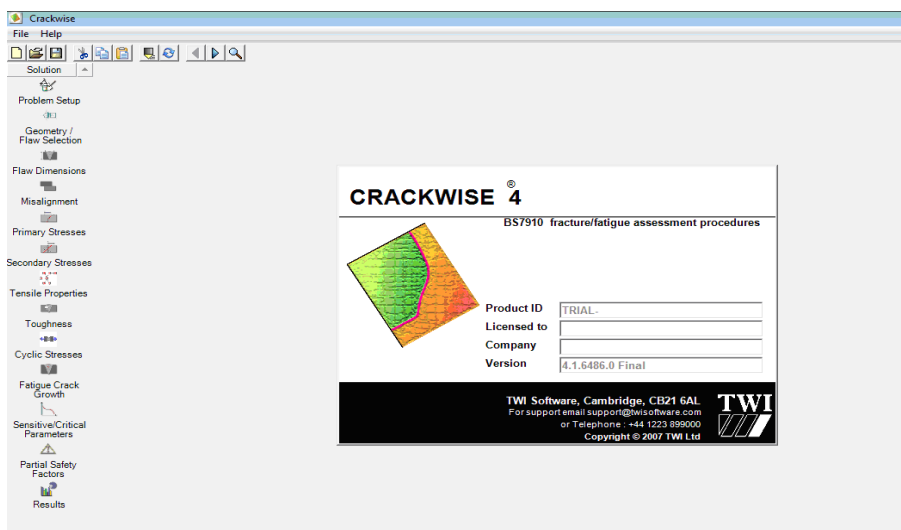 Crackwise
File Help
Solution
Problem Setup
Geometry /
Flaw Selection
Flaw Dimensions
Misalignment
Primary Stresses
Secondary Stresses
Tensile Properties
Toughness
Cyclic Stresses
Fatigue Crack
Growth
Sensitive/Critical
Parameters
Partial Safety
Factors
Results
CRACKWISE ® 4
BS7910 fracture/fatigue assessment procedures
Product ID TRIAL-
Licensed to
Company
Version 4.1.6486.0 Final
TWI Software, Cambridge, CB21 6AL
For support email support@twisoftware.com
or Telephone : +44 1223 899000
Copyright © 2007 TWI Ltd
TWI